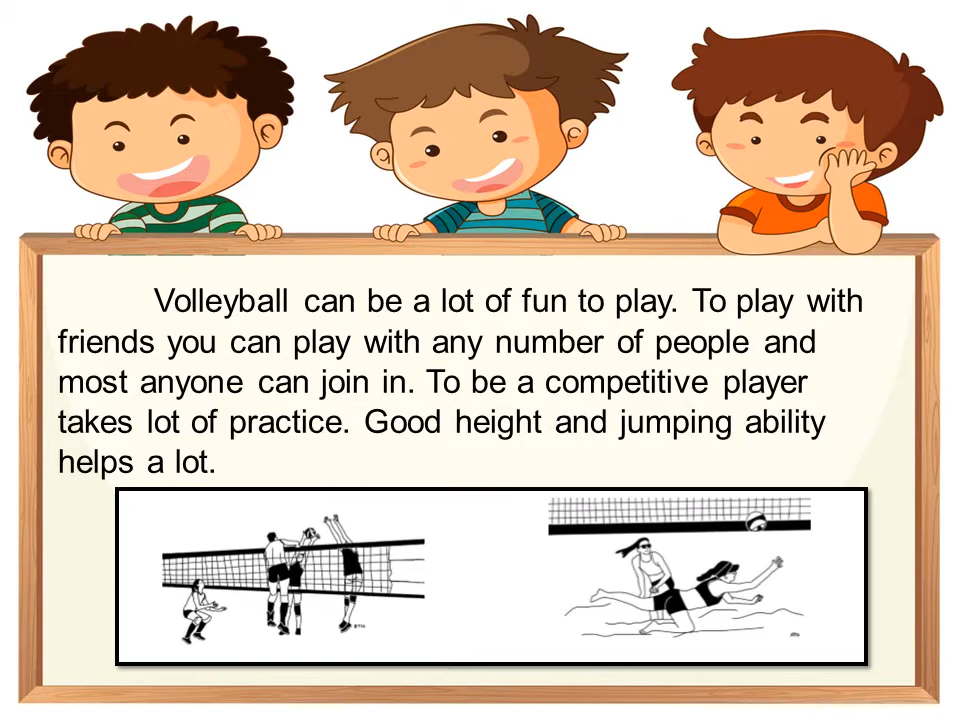 Volleyball can be a lot of fun to play. To play with
friends you can play with any number of people and
most anyone can join in. To be a competitive player
takes lot of practice. Good height and jumping ability
helps a lot.